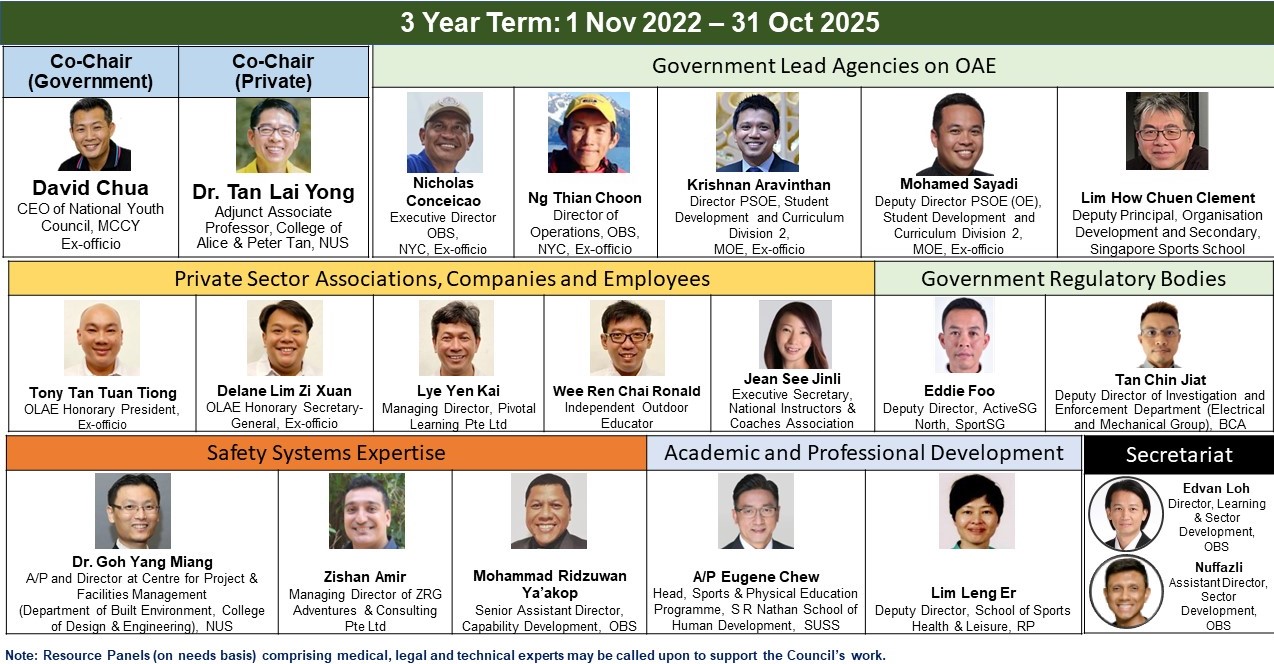 3 Year Term: 1 Nov 2022 – 31 Oct 2025
Co-Chair
(Government)
Co-Chair
(Private)
Government Lead Agencies on OAE
David Chua
CEO of National Youth
Council, MCCY
Ex-officio
Dr. Tan Lai Yong
Adjunct Associate
Professor, College of
Alice & Peter Tan, NUS
Nicholas
Conceicao
Executive Director
OBS,
NYC, Ex-officio
Ng Thian Choon
Director of
Operations, OBS,
NYC, Ex-officio
Krishnan Aravinthan
Director PSOE, Student
Development and Curriculum
Division 2,
MOE, Ex-officio
Mohamed Sayadi
Deputy Director PSOE (OE),
Student Development and
Curriculum Division 2,
MOE, Ex-officio
Lim How Chuen Clement
Deputy Principal, Organisation
Development and Secondary,
Singapore Sports School
Private Sector Associations, Companies and Employees
Government Regulatory Bodies
Tony Tan Tuan Tiong
OLAE Honorary President,
Ex-officio
Delane Lim Zi Xuan
OLAE Honorary Secretary-
General, Ex-officio
Lye Yen Kai
Managing Director, Pivotal
Learning Pte Ltd
Wee Ren Chai Ronald
Independent Outdoor
Educator
Jean See Jinli
Executive Secretary,
National Instructors &
Coaches Association
Eddie Foo
Deputy Director, ActiveSG
North, SportSG
Tan Chin Jiat
Deputy Director of Investigation and
Enforcement Department (Electrical
and Mechanical Group), BCA
Safety Systems Expertise
Academic and Professional Development
Secretariat
Dr. Goh Yang Miang
A/P and Director at Centre for Project &
Facilities Management
(Department of Built Environment, College
of Design & Engineering), NUS
Zishan Amir
Managing Director of ZRG
Adventures & Consulting
Pte Ltd
Mohammad Ridzuwan
Ya'akop
Senior Assistant Director,
Capability Development, OBS
A/P Eugene Chew
Head, Sports & Physical Education
Programme, S R Nathan School of
Human Development, SUSS
Lim Leng Er
Deputy Director, School of Sports
Health & Leisure, RP
Edvan Loh
Director, Learning
& Sector
Development,
OBS
Nuffazli
Assistant Director,
Sector
Development,
OBS
Note: Resource Panels (on needs basis) comprising medical, legal and technical experts may be called upon to support the Council's work.